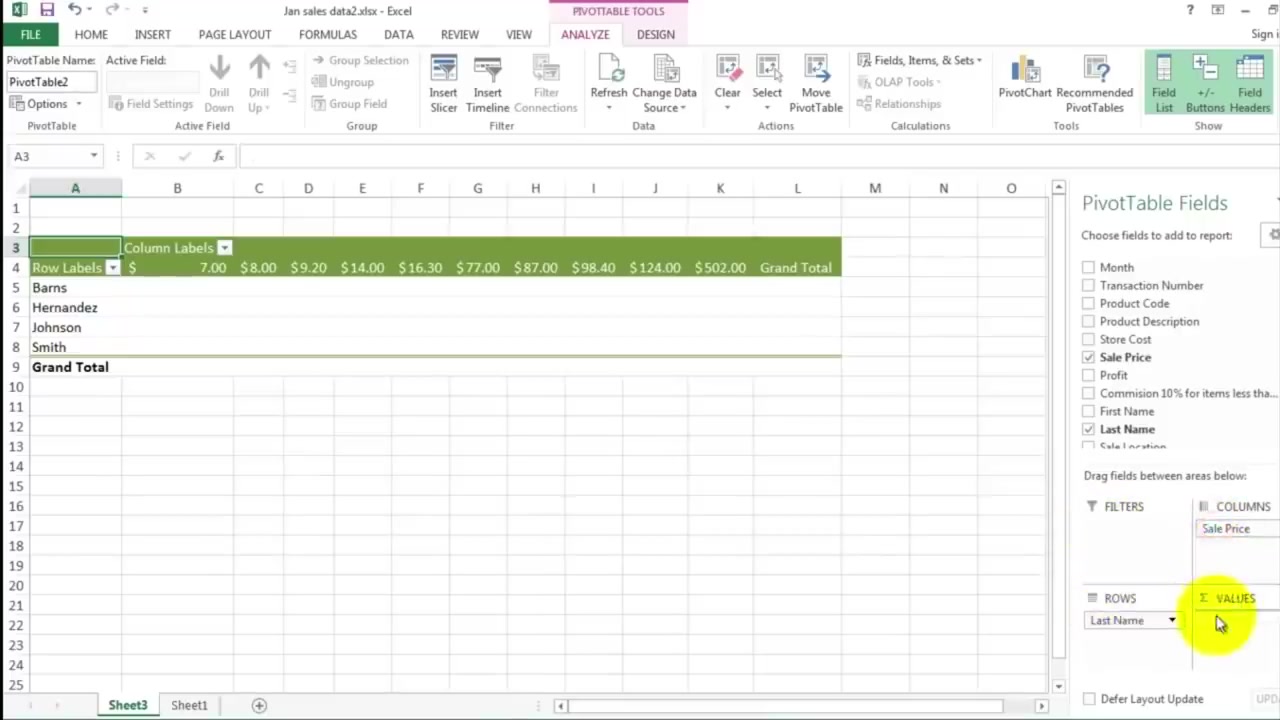 Jan sales data2.xlsx - Excel
PIVOTTABLE TOOLS
?
FILE HOME INSERT PAGE LAYOUT FORMULAS DATA REVIEW VIEW ANALYZE DESIGN
Sign i
PivotTable Name:
PivotTable2
Options
PivotTable
Active Field:
Field Settings
Drill Down
Drill Up
Active Field
Group Selection
Ungroup
Group Field
Group
Insert Slicer
Insert Timeline
Filter Connections
Filter
Refresh
Change Data Source
Data
Clear
Select
Move PivotTable
Actions
Fields, Items, & Sets
OLAP Tools
Relationships
Calculations
PivotChart
Recommended PivotTables
Tools
Field List
+/- Buttons
Field Headers
Show
A3
fx
A B C D E F G H I J K L M N O
1
2
3 Column Labels
4 Row Labels $ 7.00 $8.00 $9.20 $14.00 $16.30 $77.00 $87.00 $98.40 $124.00 $502.00 Grand Total
5 Barns
6 Hernandez
7 Johnson
8 Smith
9 Grand Total
10
11
12
13
14
15
16
17
18
19
20
21
22
23
24
25
Sheet3 Sheet1
PivotTable Fields
Choose fields to add to report:
Month
Transaction Number
Product Code
Product Description
Store Cost
Sale Price
Profit
Commision 10% for items less tha...
First Name
Last Name
Sale Location
Drag fields between areas below:
FILTERS
COLUMNS
Sale Price
ROWS
Last Name
Σ VALUES
Defer Layout Update
UPD